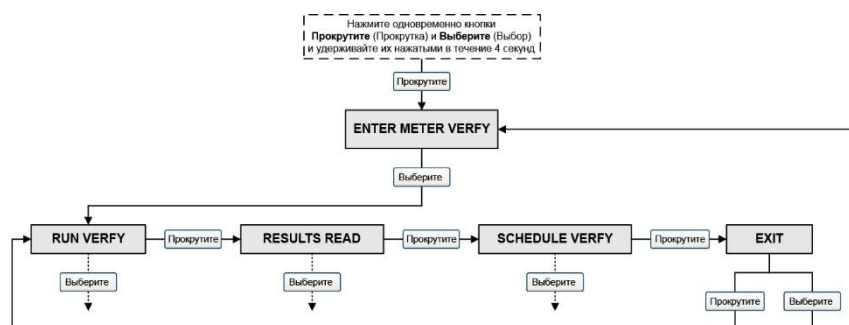 Нажмите одновременно кнопки
Прокрутите (Прокрутка) и Выберите (Выбор)
и удерживайте их нажатыми в течение 4 секунд
Прокрутите
ENTER METER VERFY
Выберите
RUN VERFY
Прокрутите
RESULTS READ
Прокрутите
SCHEDULE VERFY
Прокрутите
EXIT
Выберите
Выберите
Выберите
Прокрутите
Выберите